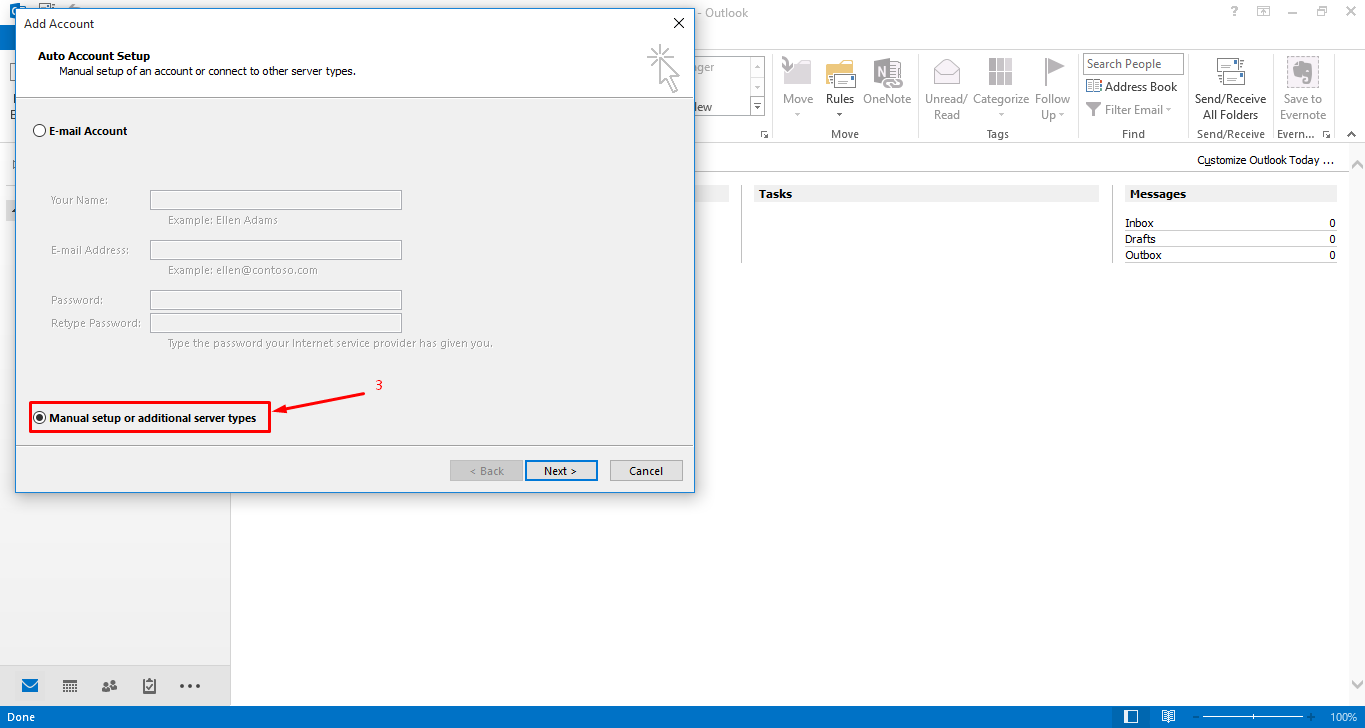 Add Account
- Outlook
Auto Account Setup
Manual setup of an account or connect to other server types.
E-mail Account
Your Name:
Example: Ellen Adams
E-mail Address:
Example: ellen@contoso.com
Password:
Retype Password:
Type the password your Internet service provider has given you.
3
Manual setup or additional server types
< Back
Next >
Cancel
Move
Rules
OneNote
Move
Unread/
Read
Categorize
Follow
Up
Tags
Search People
Address Book
Filter Email
Find
Send/Receive
All Folders
Send/Receive
Save to
Evernote
Evern...
Customize Outlook Today ...
Tasks
Messages
Inbox 0
Drafts 0
Outbox 0
Done
100%